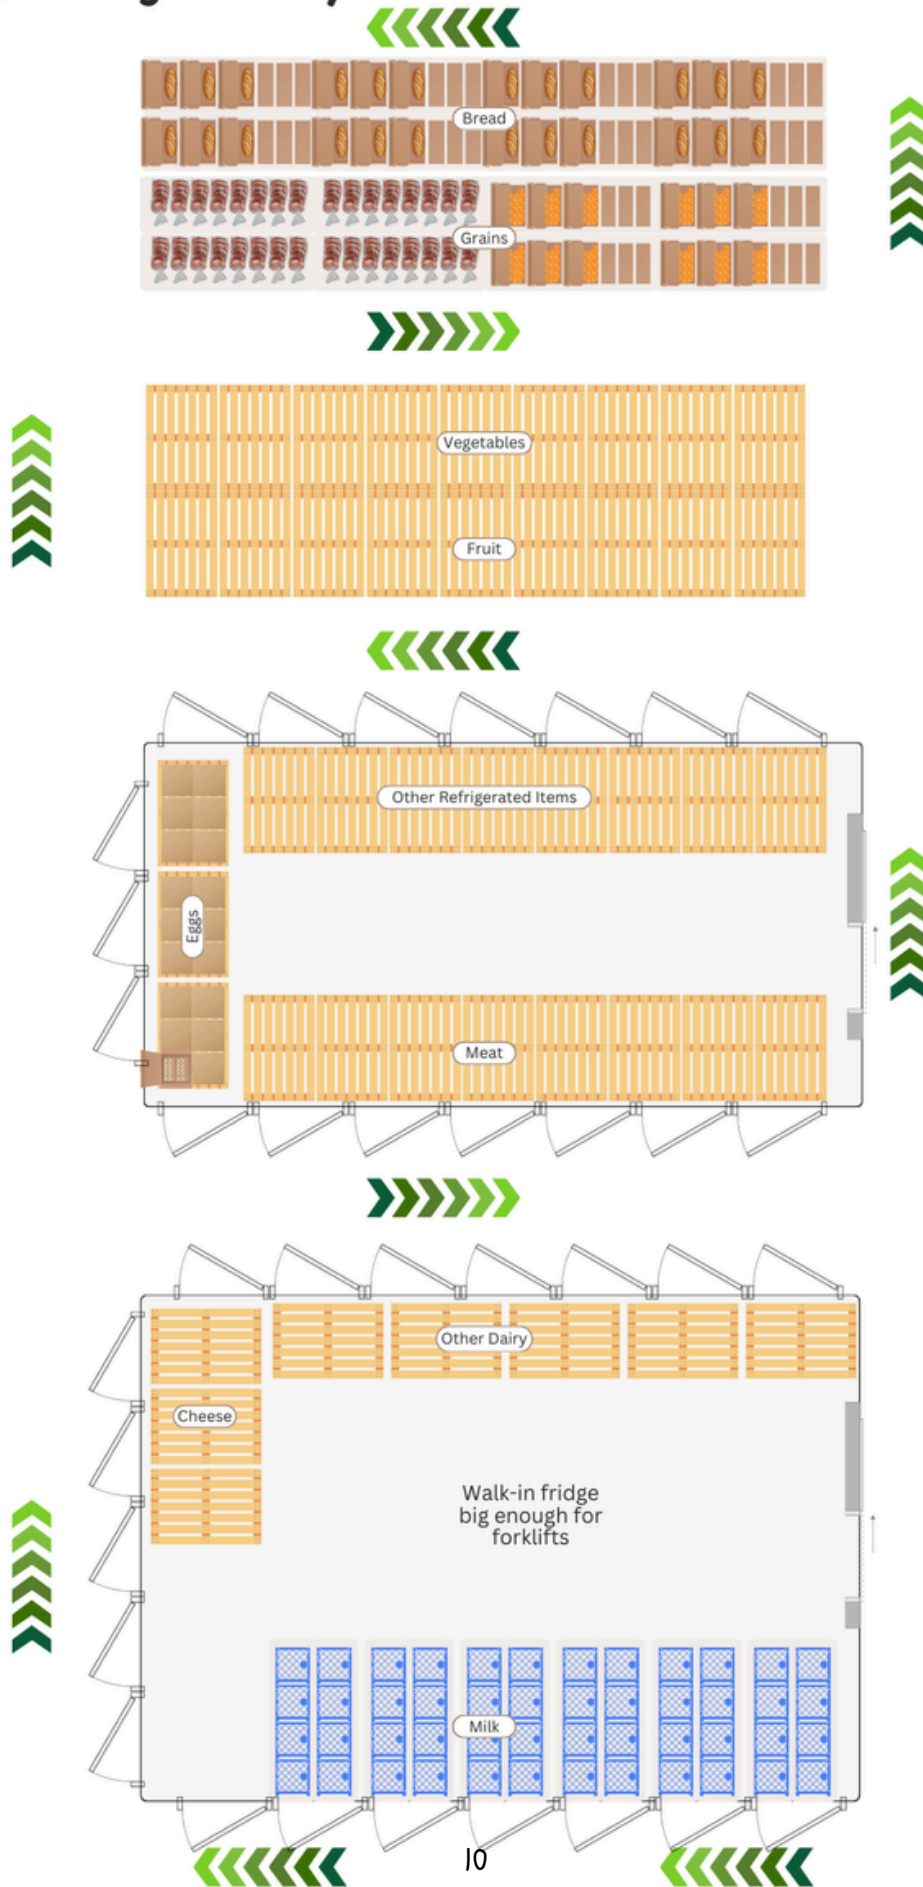 Bread
Grains
Vegetables
Fruit
Other Refrigerated Items
Eggs
Meat
Other Dairy
Cheese
Walk-in fridge
big enough for
forklifts
Milk
10